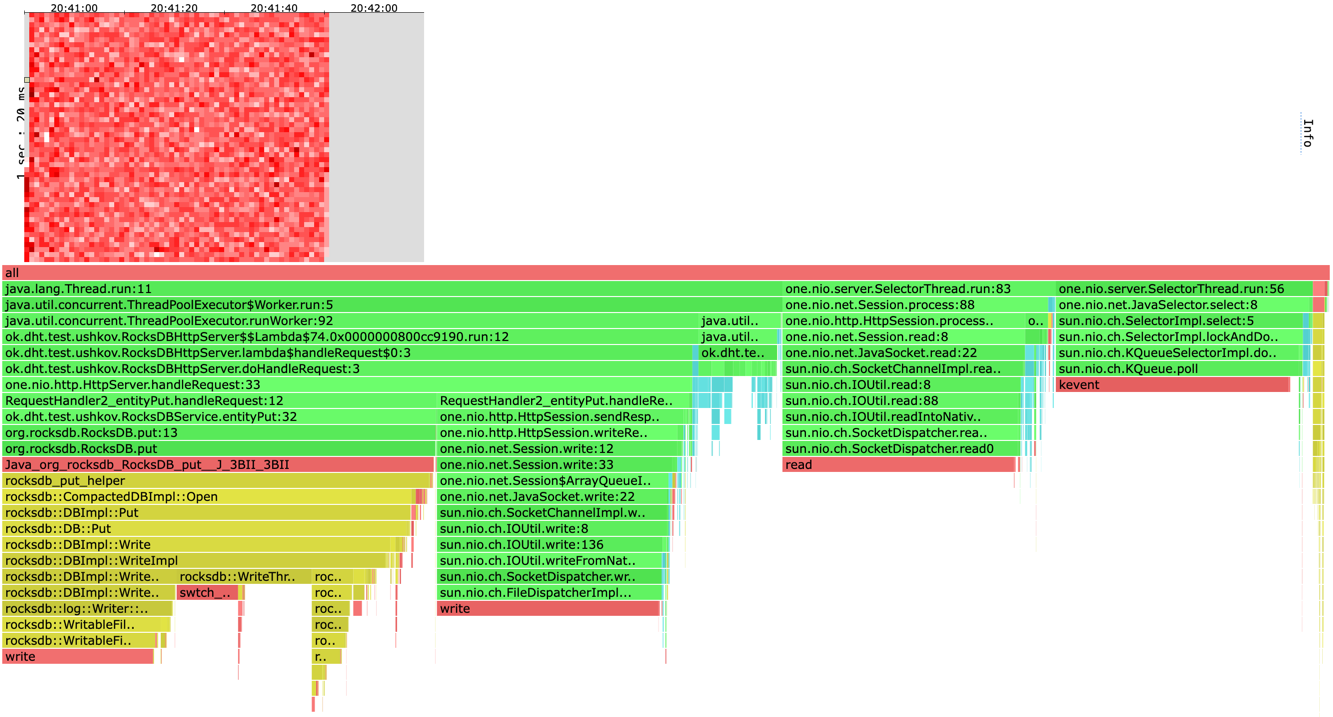 20:41:00 20:41:20 20:41:40 20:42:00
1 sec : 20 ms
Info
all
java.lang.Thread.run:11 one.nio.server.SelectorThread.run:83 one.nio.server.SelectorThread.run:56
java.util.concurrent.ThreadPoolExecutor$Worker.run:5 one.nio.net.Session.process:88 one.nio.net.JavaSelector.select:8
java.util.concurrent.ThreadPoolExecutor.runWorker:92 java.util.. one.nio.http.HttpSession.process.. o.. sun.nio.ch.SelectorImpl.select:5
ok.dht.test.ushkov.RocksDBHttpServer$$Lambda$74.0x0000000800cc9190.run:12 java.util.. one.nio.net.Session.read:8 sun.nio.ch.SelectorImpl.lockAndDo..
ok.dht.test.ushkov.RocksDBHttpServer.lambda$handleRequest$0:3 ok.dht.te.. one.nio.net.JavaSocket.read:22 sun.nio.ch.KQueueSelectorImpl.do..
ok.dht.test.ushkov.RocksDBHttpServer.doHandleRequest:3 sun.nio.ch.SocketChannelImpl.rea.. sun.nio.ch.KQueue.poll
one.nio.http.HttpServer.handleRequest:33 sun.nio.ch.IOUtil.read:8 kevent
RequestHandler2_entityPut.handleRequest:12 RequestHandler2_entityPut.handleRe.. sun.nio.ch.IOUtil.read:88
ok.dht.test.ushkov.RocksDBService.entityPut:32 one.nio.http.HttpSession.sendResp.. sun.nio.ch.IOUtil.readIntoNativ..
org.rocksdb.RocksDB.put:13 one.nio.http.HttpSession.writeRe.. sun.nio.ch.SocketDispatcher.rea..
org.rocksdb.RocksDB.put one.nio.net.Session.write:12 sun.nio.ch.SocketDispatcher.read0
Java_org_rocksdb_RocksDB_put__J_3BII_3BII one.nio.net.Session.write:33 read
rocksdb_put_helper one.nio.net.Session$ArrayQueueI..
rocksdb::CompactedDBImpl::Open one.nio.net.JavaSocket.write:22
rocksdb::DBImpl::Put sun.nio.ch.SocketChannelImpl.w..
rocksdb::DB::Put sun.nio.ch.IOUtil.write:8
rocksdb::DBImpl::Write sun.nio.ch.IOUtil.write:136
rocksdb::DBImpl::WriteImpl sun.nio.ch.IOUtil.writeFromNat..
rocksdb::DBImpl::Write.. rocksdb::WriteThr.. roc.. sun.nio.ch.SocketDispatcher.wr..
rocksdb::DBImpl::Write.. swtch_.. roc.. sun.nio.ch.FileDispatcherImpl...
rocksdb::log::Writer::.. roc.. write
rocksdb::WritableFil.. roc..
rocksdb::WritableFi.. ro..
write r..